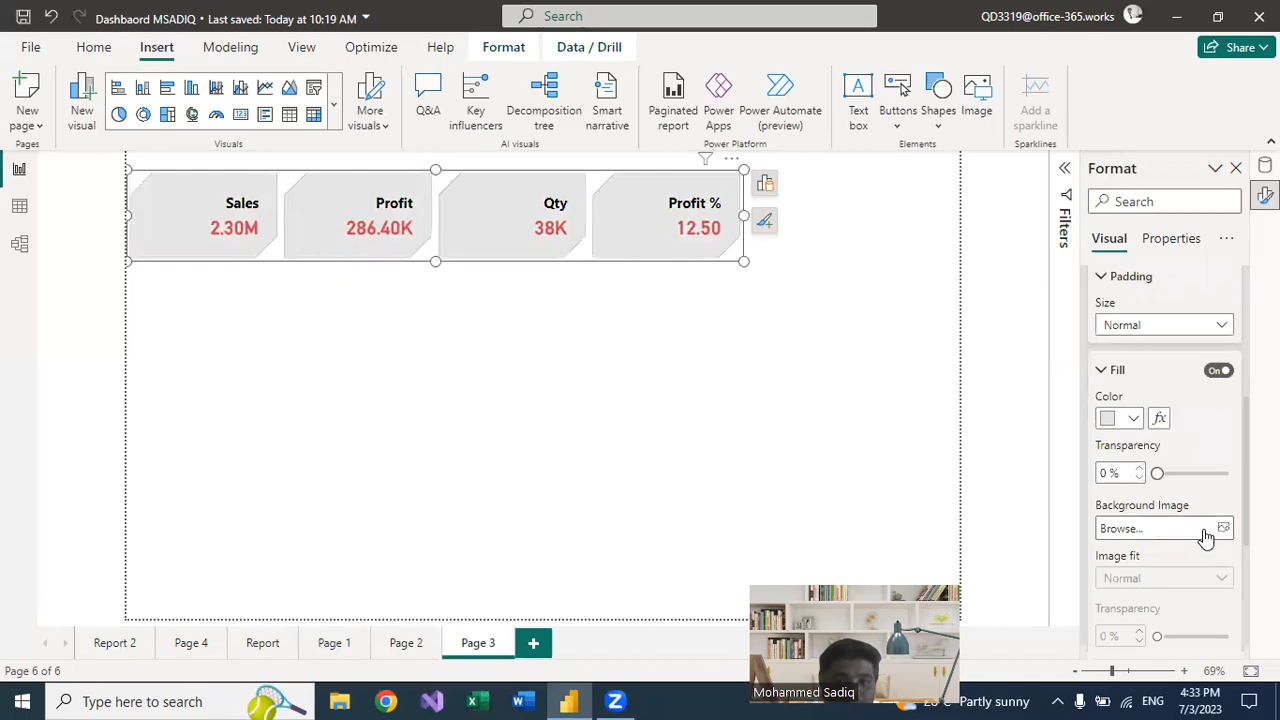 Dashbaord MSADIQ • Last saved: Today at 10:19 AM
Search
QD3319@office-365.works
File Home Insert Modeling View Optimize Help Format Data / Drill
Share
New page
New visual
More visuals
Q&A
Key influencers
Decomposition tree
Smart narrative
Paginated report
Power Apps
Power Automate (preview)
Text box
Buttons
Shapes
Image
Add a sparkline
Pages
Visuals
AI visuals
Power Platform
Elements
Sparklines
Sales
2.30M
Profit
286.40K
Qty
38K
Profit %
12.50
Filters
Format
Search
Visual Properties
Padding
Size
Normal
Fill
On
Color
fx
Transparency
0 %
Background Image
Browse...
Image fit
Normal
Transparency
0 %
Mohammed Sadiq
Report 2 Page 4 Report Page 1 Page 2 Page 3
Page 6 of 6
69%
Type here to search
Partly sunny
ENG
4:33 PM
7/3/2023